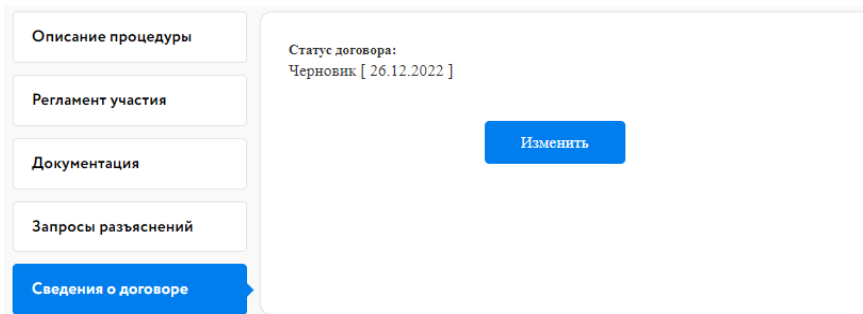 Описание процедуры
Регламент участия
Документация
Запросы разъяснений
Сведения о договоре
Статус договора:
Черновик [ 26.12.2022 ]
Изменить